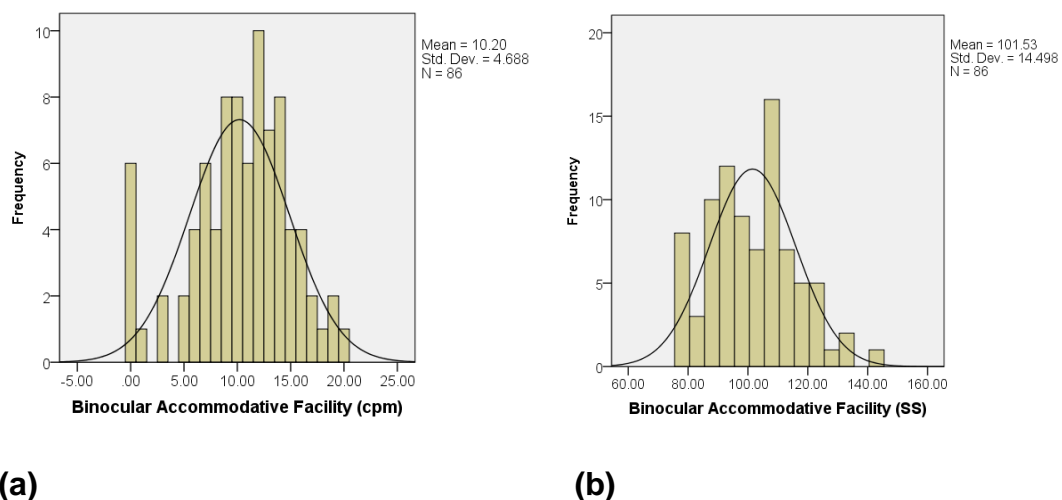 Mean = 10.20
Std. Dev. = 4.688
N = 86
Frequency
10
8
6
4
2
0
-5.00 .00 5.00 10.00 15.00 20.00 25.00
Binocular Accommodative Facility (cpm)
(a)
Mean = 101.53
Std. Dev. = 14.498
N = 86
Frequency
20
15
10
5
0
60.00 80.00 100.00 120.00 140.00 160.00
Binocular Accommodative Facility (SS)
(b)